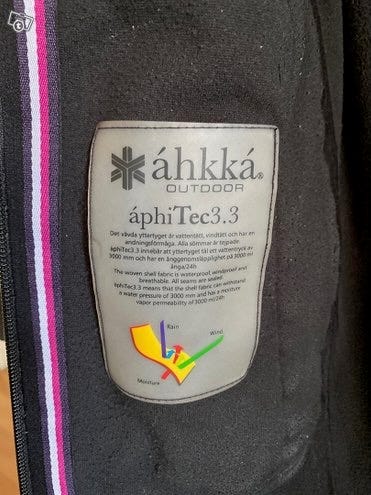 áhkká®
OUTDOOR
áphiTec3.3
Det vävda yttertyget är vattentätt, vindtätt och har en
andningsförmåga. Alla sömmar är tejpade.
áphiTec3.3 innebär att yttertyget tål ett vattentryck av
3000 mm och har en ånggenomsläpplighet på 3000 ml
ånga/24h
The woven shell fabric is waterproof, windproof and
breathable. All seams are sealed
áphiTec3.3 means that the shell fabric can withstand
a water pressure of 3000 mm and has a moisture
vapor permeability of 3000 ml/24h
Rain
Wind
Moisture